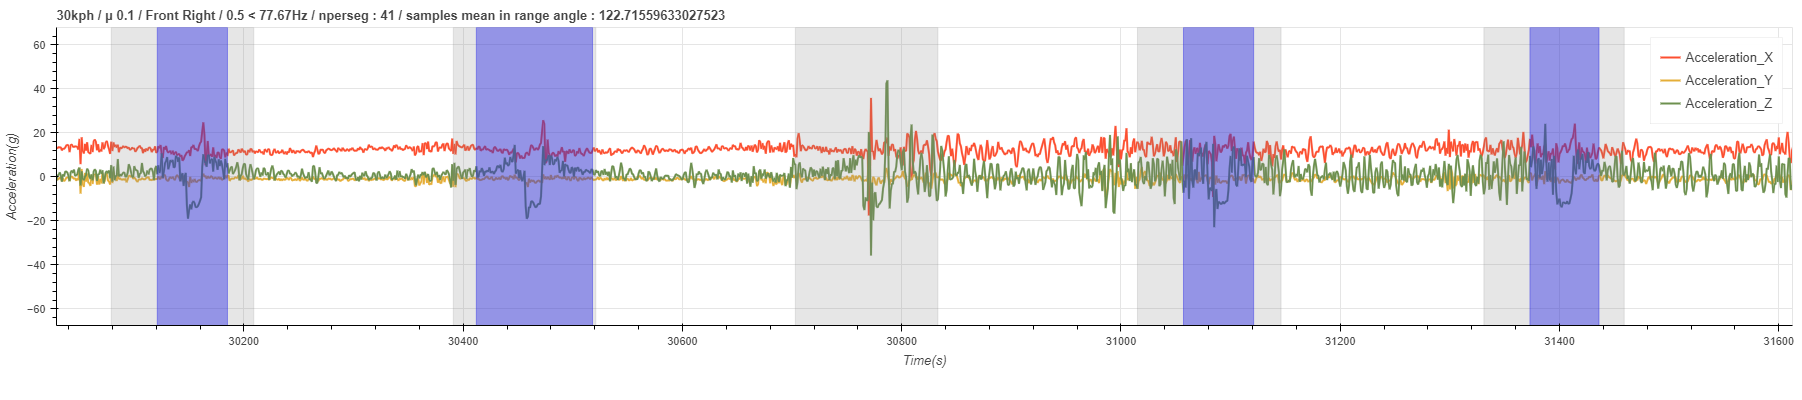 30kph / μ 0.1 / Front Right / 0.5 < 77.67Hz / nperseg : 41 / samples mean in range angle : 122.71559633027523
60
40
20
0
−20
−40
−60
Acceleration(g)
Acceleration_X
Acceleration_Y
Acceleration_Z
30200
30400
30600
30800
31000
31200
31400
31600
Time(s)